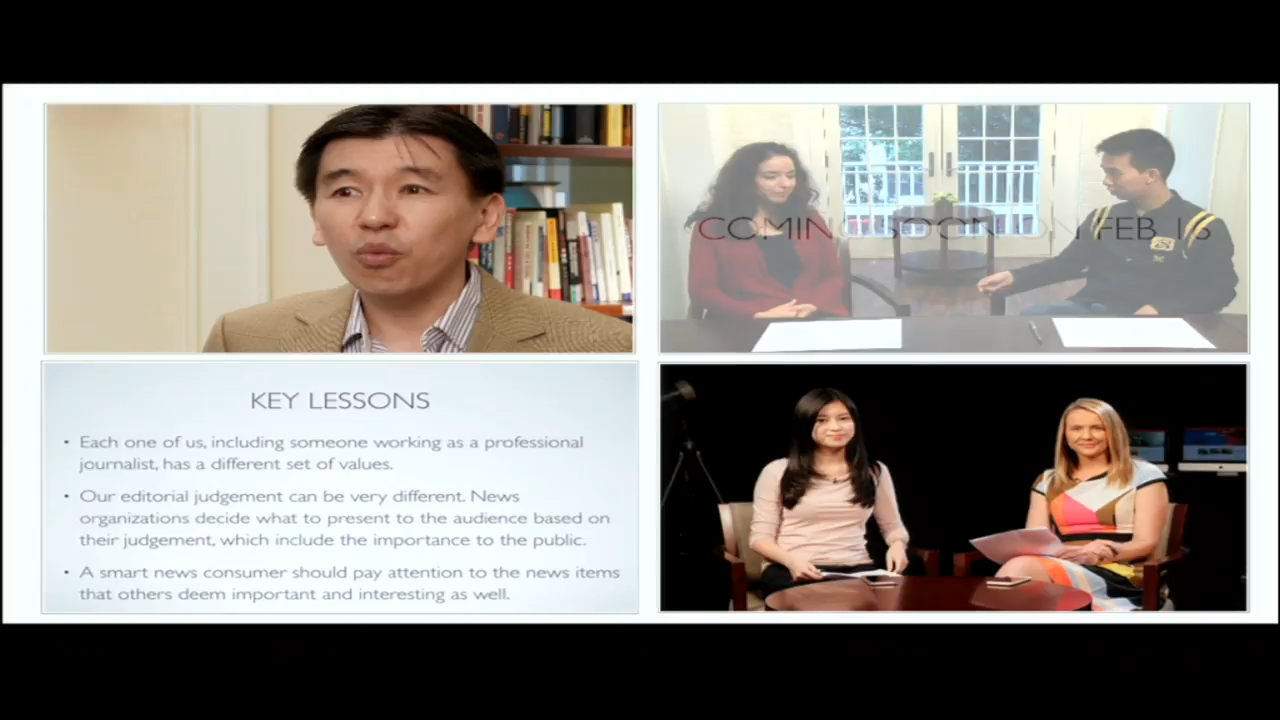 COMING SOON ON FEB 18
KEY LESSONS
• Each one of us, including someone working as a professional
journalist, has a different set of values.
• Our editorial judgement can be very different. News
organizations decide what to present to the audience based on
their judgement, which include the importance to the public.
• A smart news consumer should pay attention to the news items
that others deem important and interesting as well.